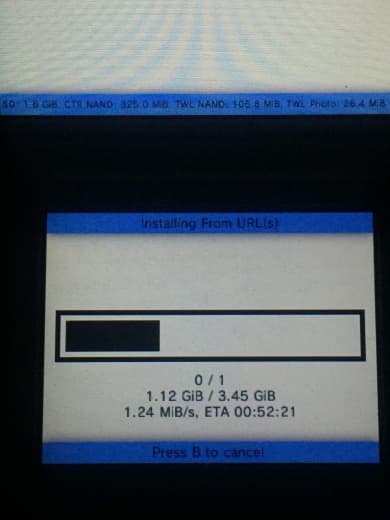 SD: 1.6 GiB, CTR NAND: 325.0 MiB, TWL NAND: 105.8 MiB, TWL Photo: 26.4 MiB
Installing From URL(s)
0 / 1
1.12 GiB / 3.45 GiB
1.24 MiB/s, ETA 00:52:21
Press B to cancel